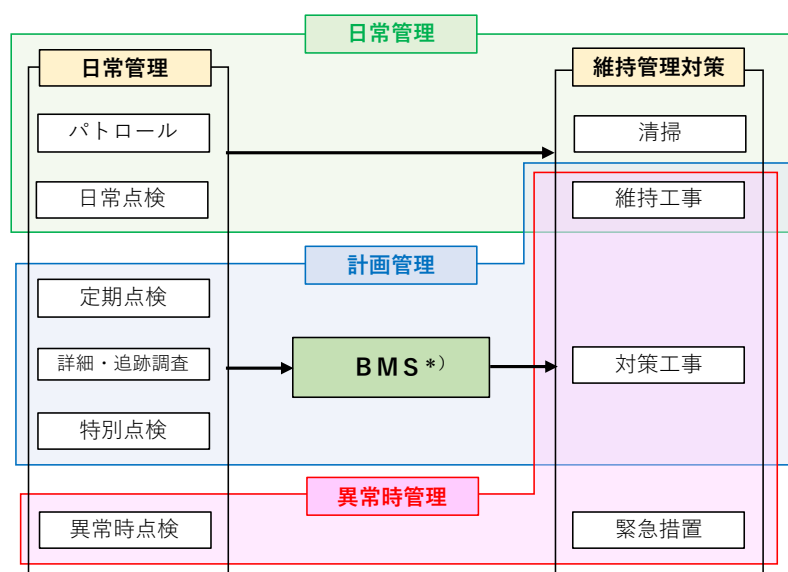 日常管理
日常管理
維持管理対策
パトロール
清掃
日常点検
維持工事
計画管理
定期点検
詳細・追跡調査
BMS*)
対策工事
特別点検
異常時管理
異常時点検
緊急措置